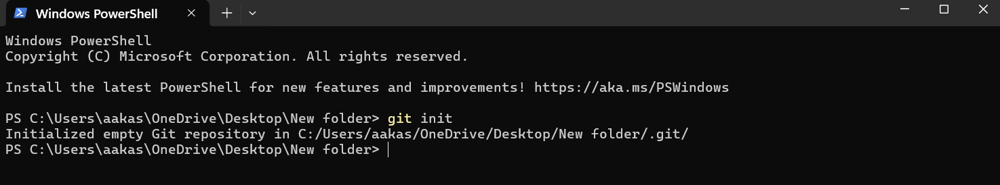 Windows PowerShell
Windows PowerShell
Copyright (C) Microsoft Corporation. All rights reserved.
Install the latest PowerShell for new features and improvements! https://aka.ms/PSWindows
PS C:\Users\aakas\OneDrive\Desktop\New folder> git init
Initialized empty Git repository in C:/Users/aakas/OneDrive/Desktop/New folder/.git/
PS C:\Users\aakas\OneDrive\Desktop\New folder>